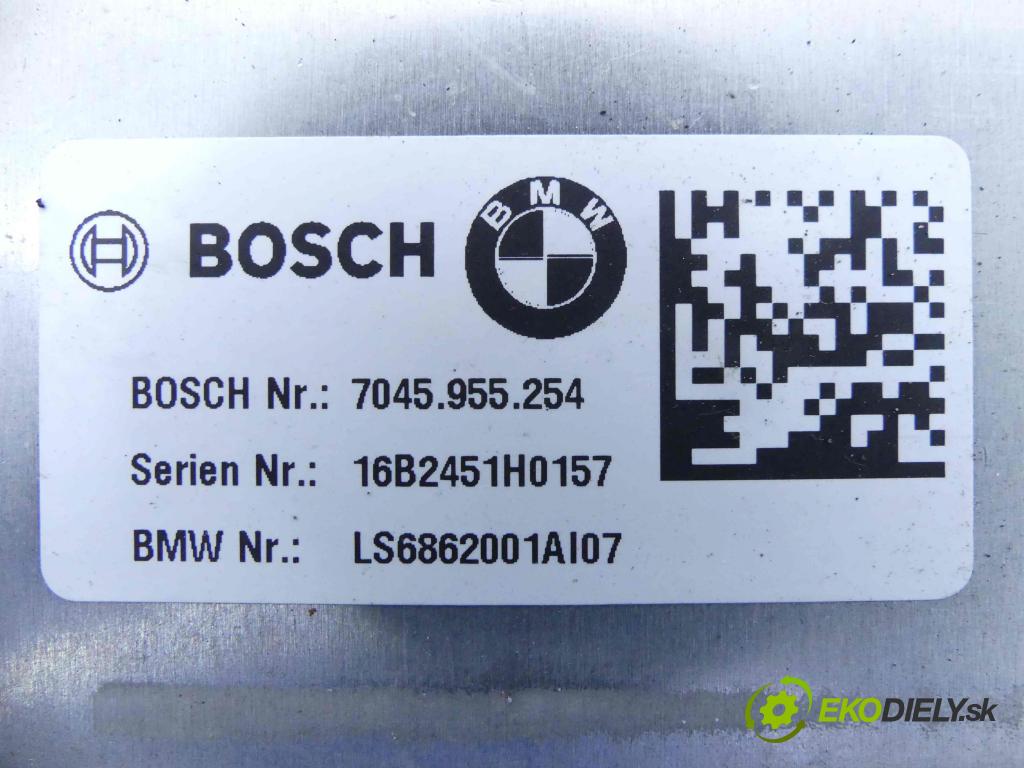 BOSCH
BMW
BOSCH Nr.: 7045.955.254
Serien Nr.: 16B2451H0157
BMW Nr.: LS6862001AI07
EKODIELY.sk